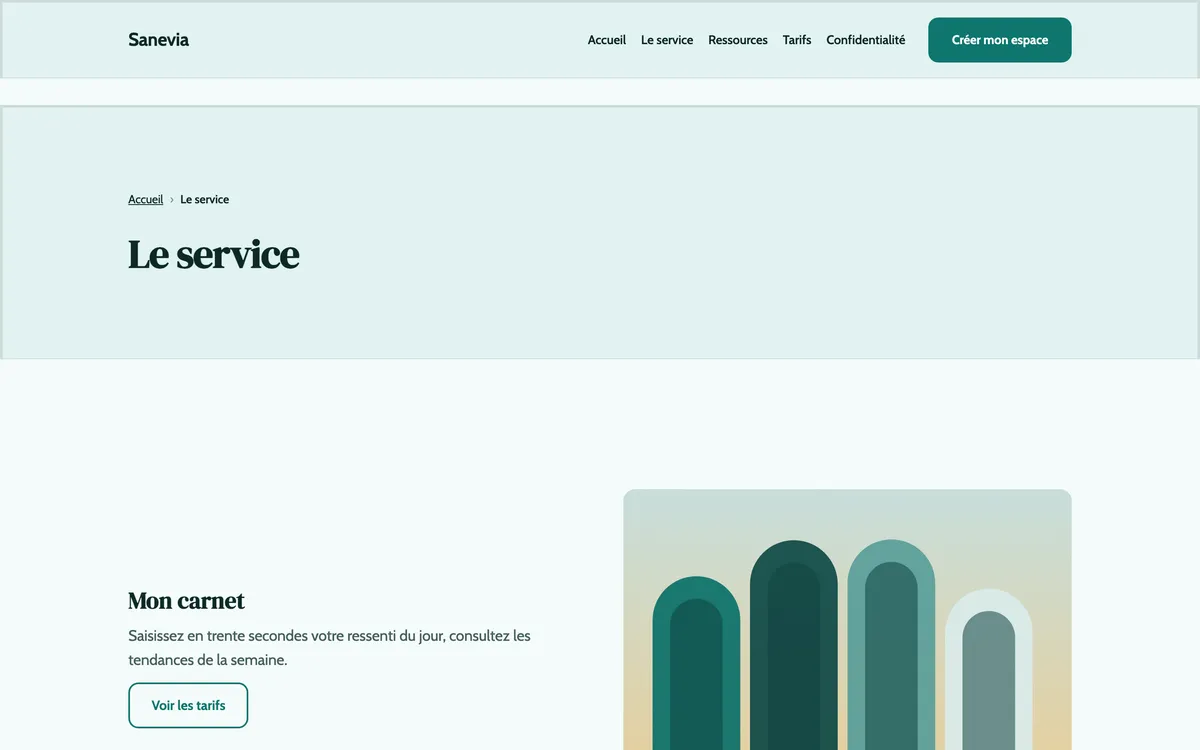 Sanevia
Accueil Le service Ressources Tarifs Confidentialité Créer mon espace
Accueil › Le service
Le service
Mon carnet
Saisissez en trente secondes votre ressenti du jour, consultez les
tendances de la semaine.
Voir les tarifs